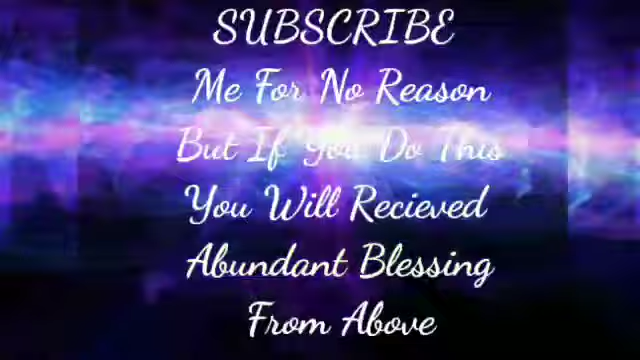 SUBSCRIBE
Me For No Reason
But If You Do This
You Will Recieved
Abundant Blessing
From Above